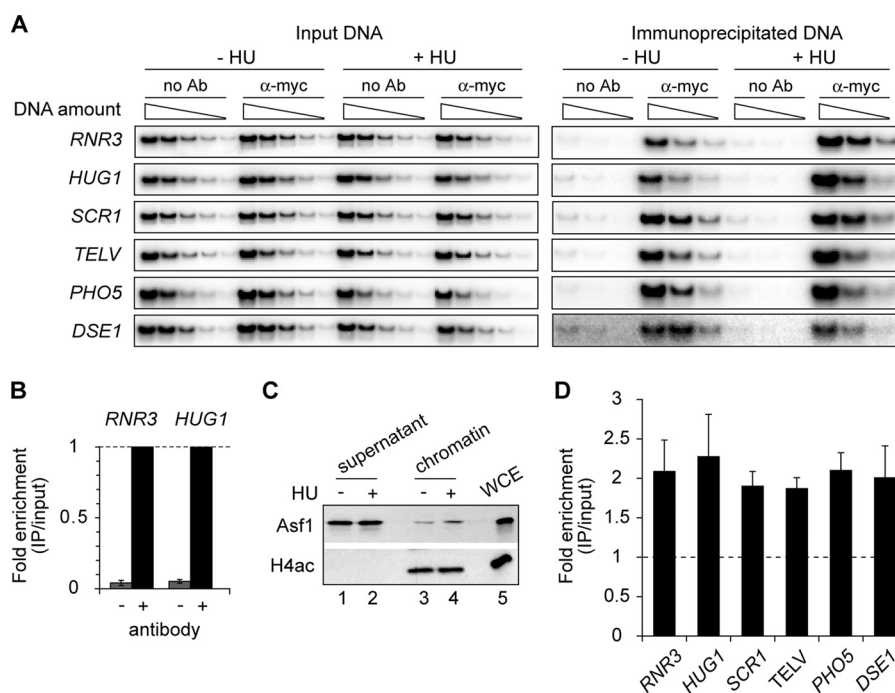 A
Input DNA
Immunoprecipitated DNA
- HU
+ HU
- HU
+ HU
no Ab
α-myc
no Ab
α-myc
no Ab
α-myc
no Ab
α-myc
DNA amount
RNR3
HUG1
SCR1
TELV
PHO5
DSE1
B
RNR3 HUG1
Fold enrichment
(IP/input)
1
0.5
0
- + - +
antibody
C
supernatant
chromatin
WCE
HU - + - +
Asf1
H4ac
1 2 3 4 5
D
Fold enrichment
(IP/input)
3
2.5
2
1.5
1
0.5
0
RNR3
HUG1
SCR1
TELV
PHO5
DSE1